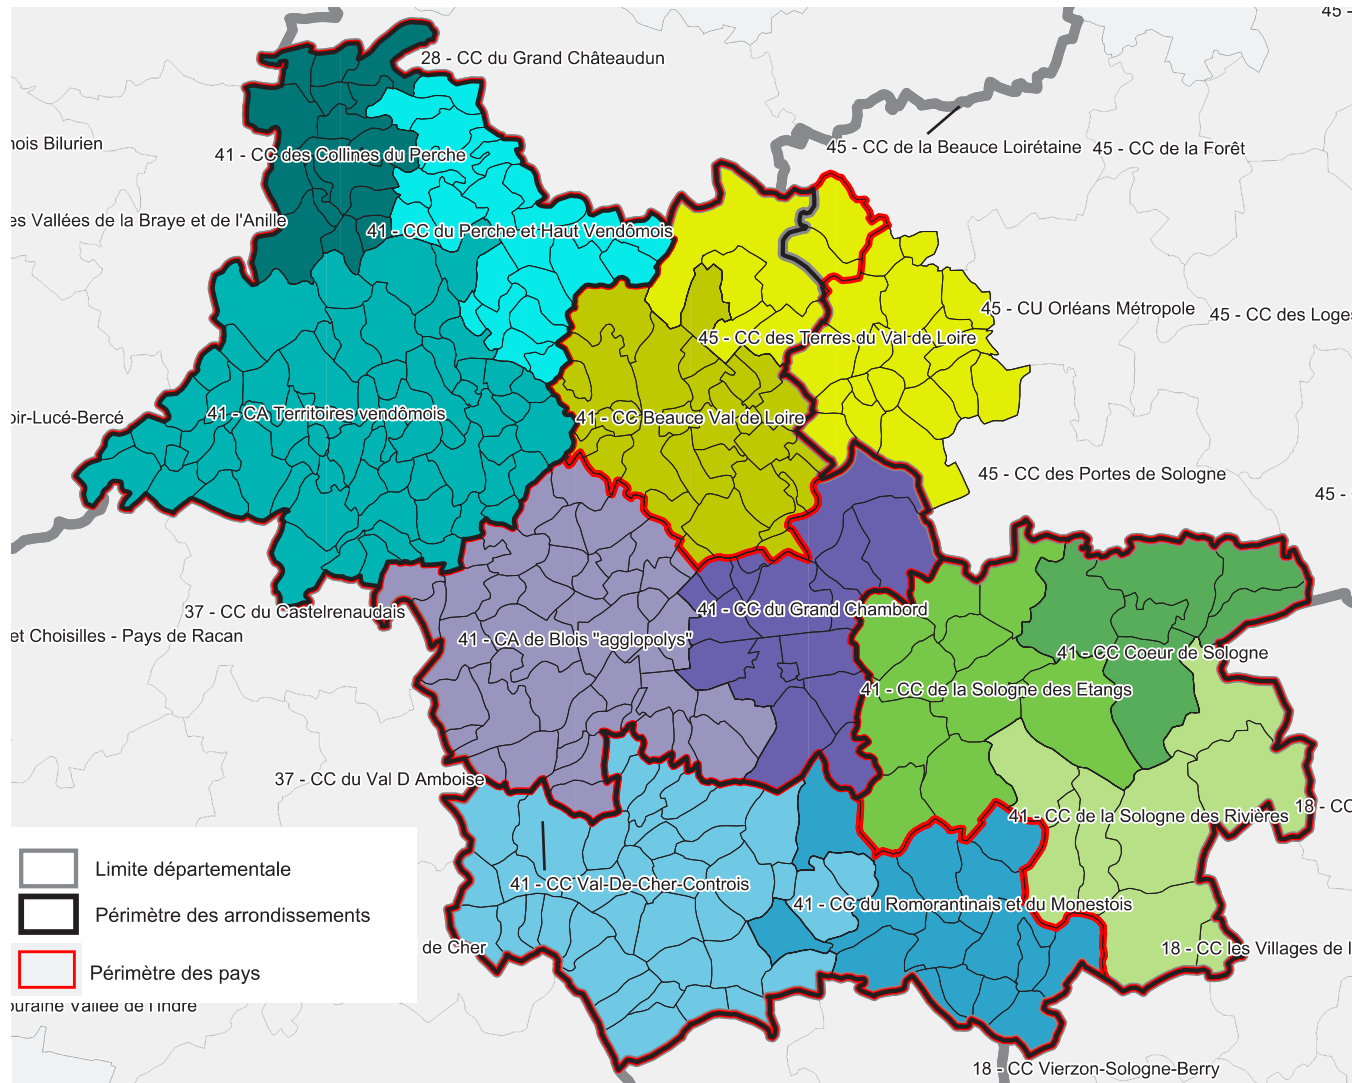 45 -
28 - CC du Grand Châteaudun
nois Bilurien
41 - CC des Collines du Perche
45 - CC de la Beauce Loirétaine
45 - CC de la Forêt
es Vallées de la Braye et de l'Anille
41 - CC du Perche et Haut Vendômois
45 - CU Orléans Métropole
45 - CC des Loges
45 - CC des Terres du Val de Loire
oir-Lucé-Bercé
41 - CA Territoires vendômois
41 - CC Beauce Val de Loire
45 - CC des Portes de Sologne
45 -
37 - CC du Castelrenaudais
41 - CC du Grand Chambord
et Choisilles - Pays de Racan
41 - CA de Blois "agglopolys"
41 - CC Coeur de Sologne
41 - CC de la Sologne des Etangs
37 - CC du Val D Amboise
18 - CC
41 - CC de la Sologne des Rivières
Limite départementale
41 - CC Val-De-Cher-Controis
41 - CC du Romorantinais et du Monestois
Périmètre des arrondissements
de Cher
18 - CC les Villages de l
Périmètre des pays
ouraine Vallée de l'Indre
18 - CC Vierzon-Sologne-Berry